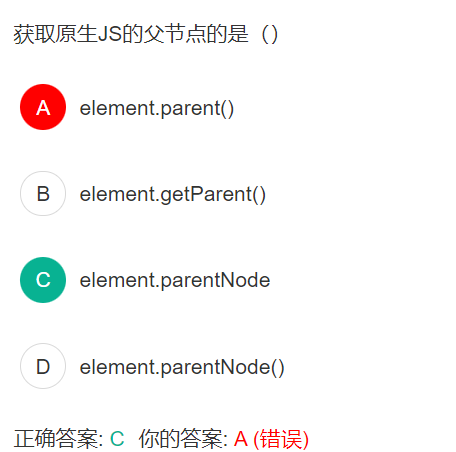 获取原生JS的父节点的是（）
A element.parent()
B element.getParent()
C element.parentNode
D element.parentNode()
正确答案: C 你的答案: A (错误)